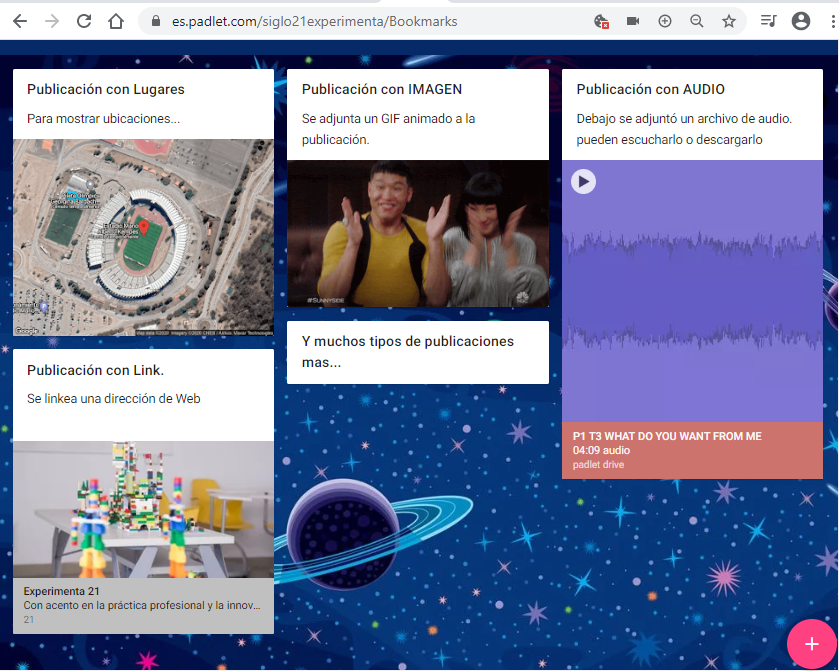 es.padlet.com/siglo21experimenta/Bookmarks
Publicación con Lugares
Para mostrar ubicaciones...
Google
Publicación con Link.
Se linkea una dirección de Web
Experimenta 21
Con acento en la práctica profesional y la innov...
21
Publicación con IMAGEN
Se adjunta un GIF animado a la
publicación.
#SUNNYSIDE
NBC
Y muchos tipos de publicaciones
mas...
Publicación con AUDIO
Debajo se adjuntó un archivo de audio.
pueden escucharlo o descargarlo
P1 T3 WHAT DO YOU WANT FROM ME
04:09 audio
padlet drive